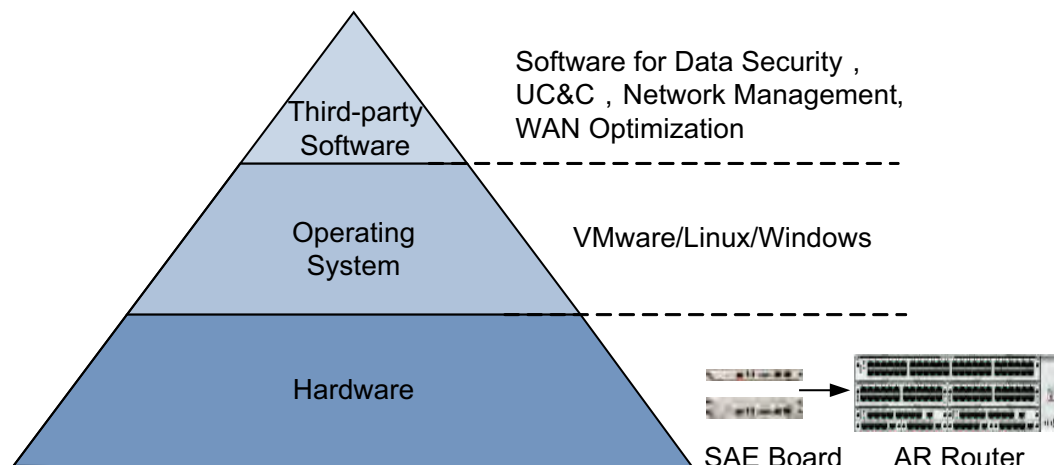 Software for Data Security ,
UC&C , Network Management,
WAN Optimization
Third-party
Software
Operating
System
VMware/Linux/Windows
Hardware
SAE Board
AR Router